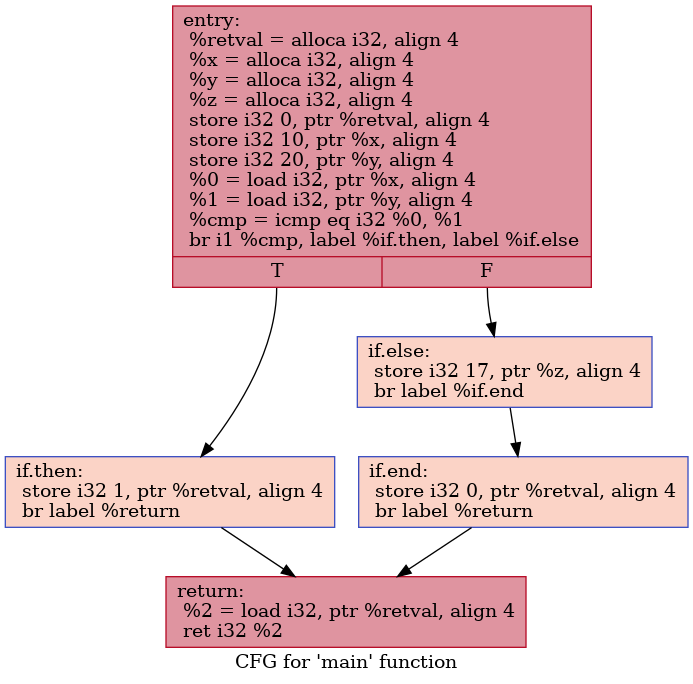 entry:
%retval = alloca i32, align 4
%x = alloca i32, align 4
%y = alloca i32, align 4
%z = alloca i32, align 4
store i32 0, ptr %retval, align 4
store i32 10, ptr %x, align 4
store i32 20, ptr %y, align 4
%0 = load i32, ptr %x, align 4
%1 = load i32, ptr %y, align 4
%cmp = icmp eq i32 %0, %1
br i1 %cmp, label %if.then, label %if.else
T F
if.else:
store i32 17, ptr %z, align 4
br label %if.end
if.then:
store i32 1, ptr %retval, align 4
br label %return
if.end:
store i32 0, ptr %retval, align 4
br label %return
return:
%2 = load i32, ptr %retval, align 4
ret i32 %2
CFG for 'main' function